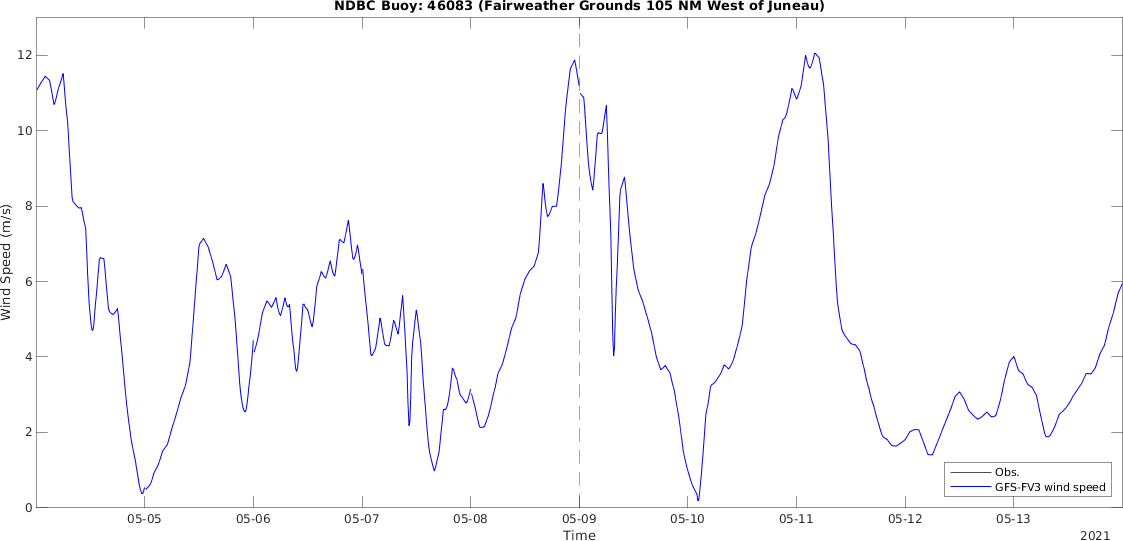 NDBC Buoy: 46083 (Fairweather Grounds 105 NM West of Juneau)
Wind Speed (m/s)
12
10
8
6
4
2
0
Obs.
GFS-FV3 wind speed
05-05 05-06 05-07 05-08 05-09 05-10 05-11 05-12 05-13
Time
2021